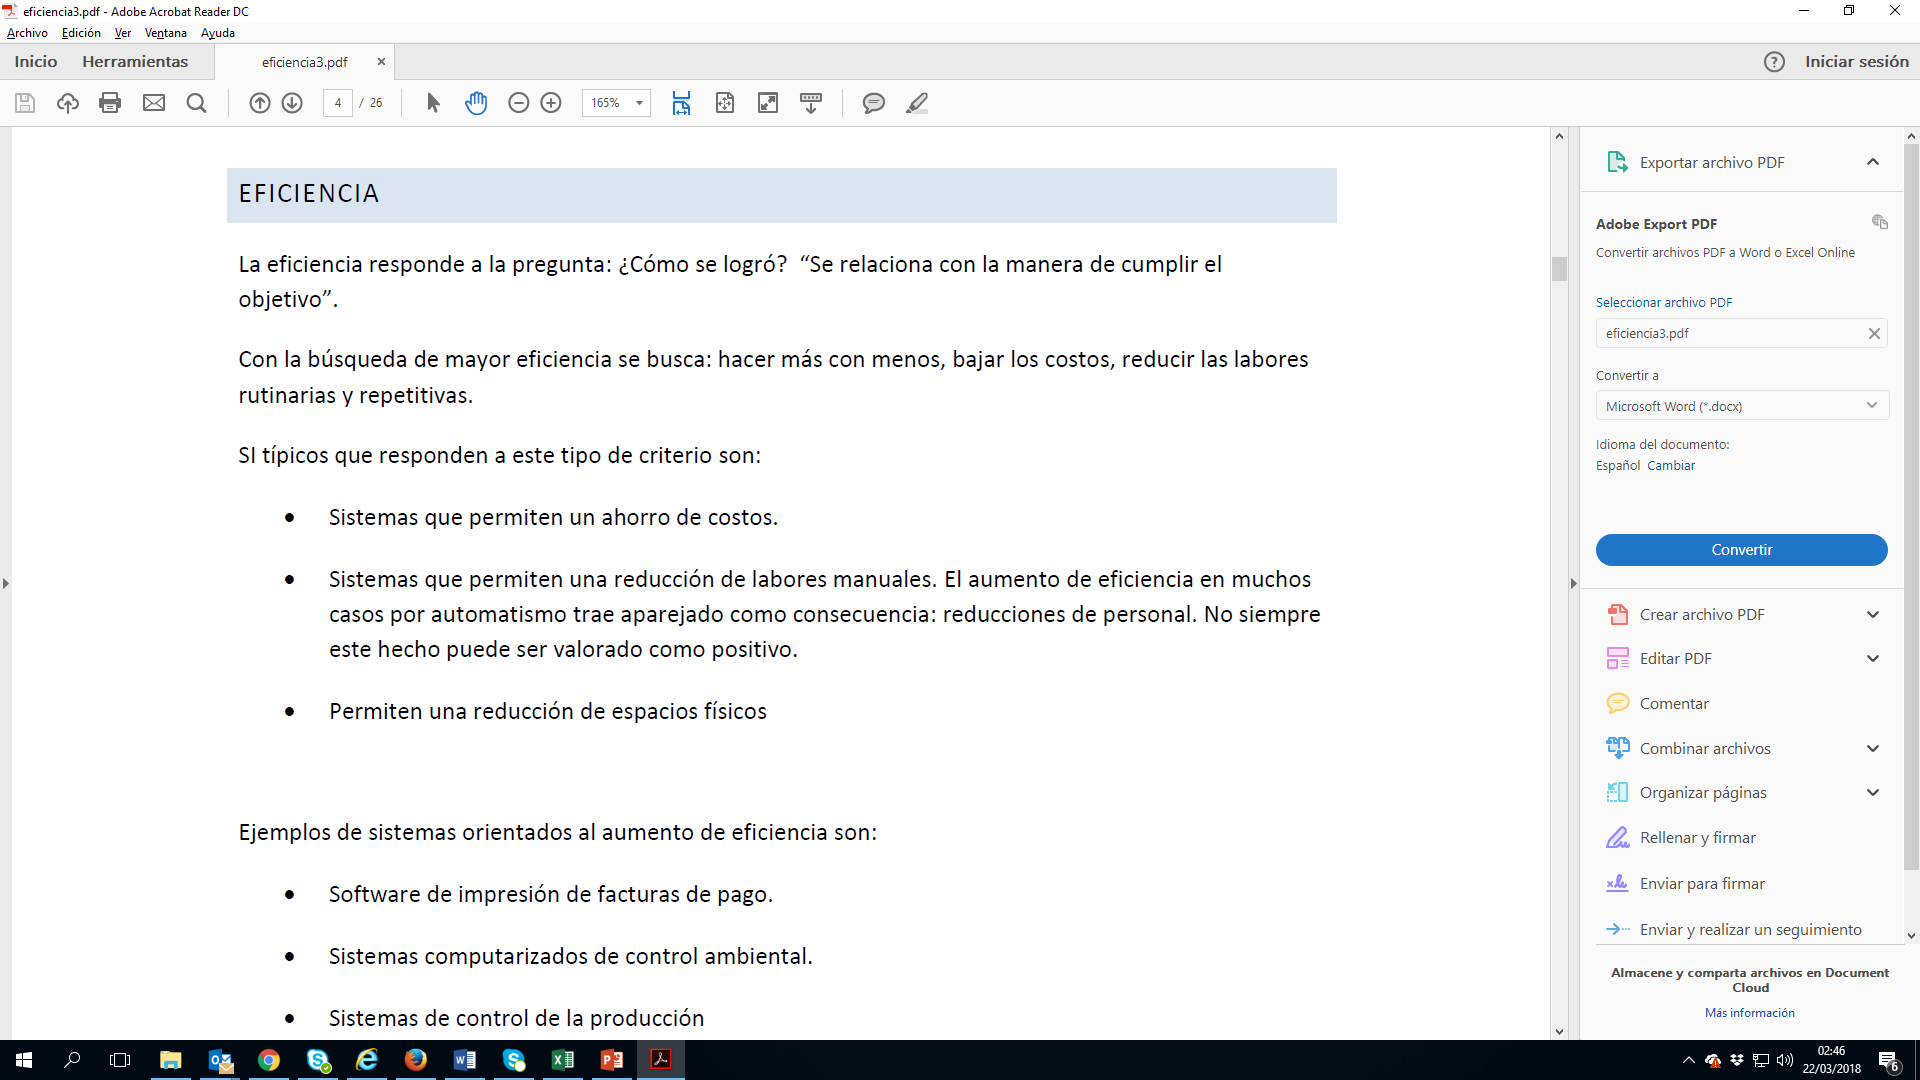 eficiencia3.pdf - Adobe Acrobat Reader DC
Archivo Edición Ver Ventana Ayuda
Inicio Herramientas eficiencia3.pdf × ? Iniciar sesión
4 / 26 165%
EFICIENCIA
La eficiencia responde a la pregunta: ¿Cómo se logró?  “Se relaciona con la manera de cumplir el
objetivo”.
Con la búsqueda de mayor eficiencia se busca: hacer más con menos, bajar los costos, reducir las labores
rutinarias y repetitivas.
SI típicos que responden a este tipo de criterio son:
• Sistemas que permiten un ahorro de costos.
• Sistemas que permiten una reducción de labores manuales. El aumento de eficiencia en muchos
casos por automatismo trae aparejado como consecuencia: reducciones de personal. No siempre
este hecho puede ser valorado como positivo.
• Permiten una reducción de espacios físicos
Ejemplos de sistemas orientados al aumento de eficiencia son:
• Software de impresión de facturas de pago.
• Sistemas computarizados de control ambiental.
• Sistemas de control de la producción
Exportar archivo PDF
Adobe Export PDF
Convertir archivos PDF a Word o Excel Online
Seleccionar archivo PDF
eficiencia3.pdf
Convertir a
Microsoft Word (*.docx)
Idioma del documento:
Español Cambiar
Convertir
Crear archivo PDF
Editar PDF
Comentar
Combinar archivos
Organizar páginas
Rellenar y firmar
Enviar para firmar
Enviar y realizar un seguimiento
Almacene y comparta archivos en Document
Cloud
Más información
02:46
22/03/2018
6